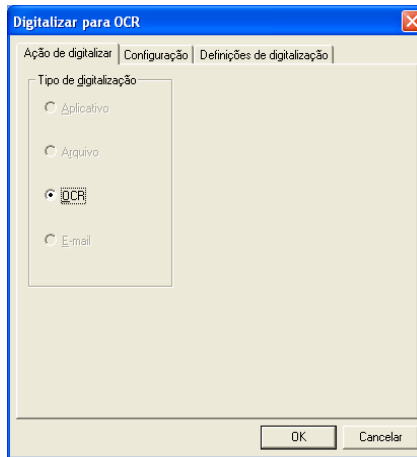 Digitalizar para OCR
Ação de digitalizar Configuração Definições de digitalização
Tipo de digitalização
Aplicativo
Arquivo
OCR
E-mail
OK Cancelar